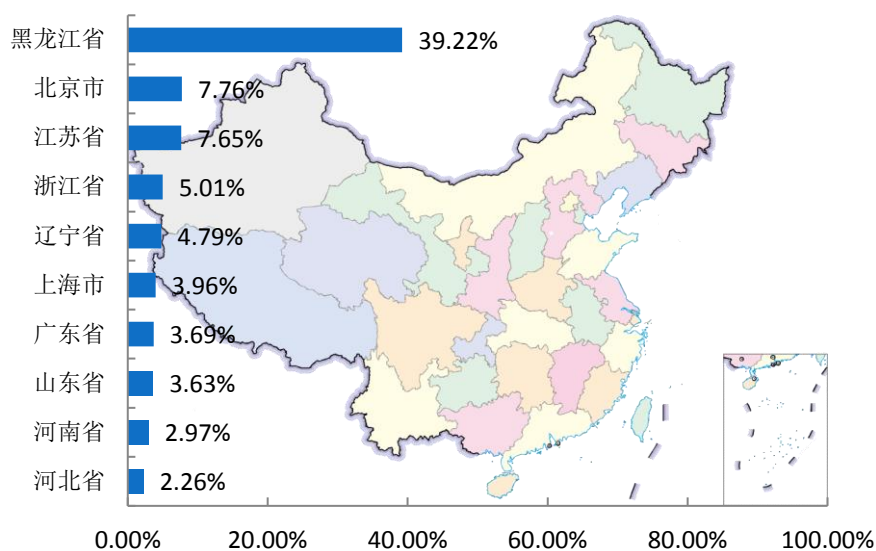 黑龙江省 39.22%
北京市 7.76%
江苏省 7.65%
浙江省 5.01%
辽宁省 4.79%
上海市 3.96%
广东省 3.69%
山东省 3.63%
河南省 2.97%
河北省 2.26%
0.00% 20.00% 40.00% 60.00% 80.00% 100.00%